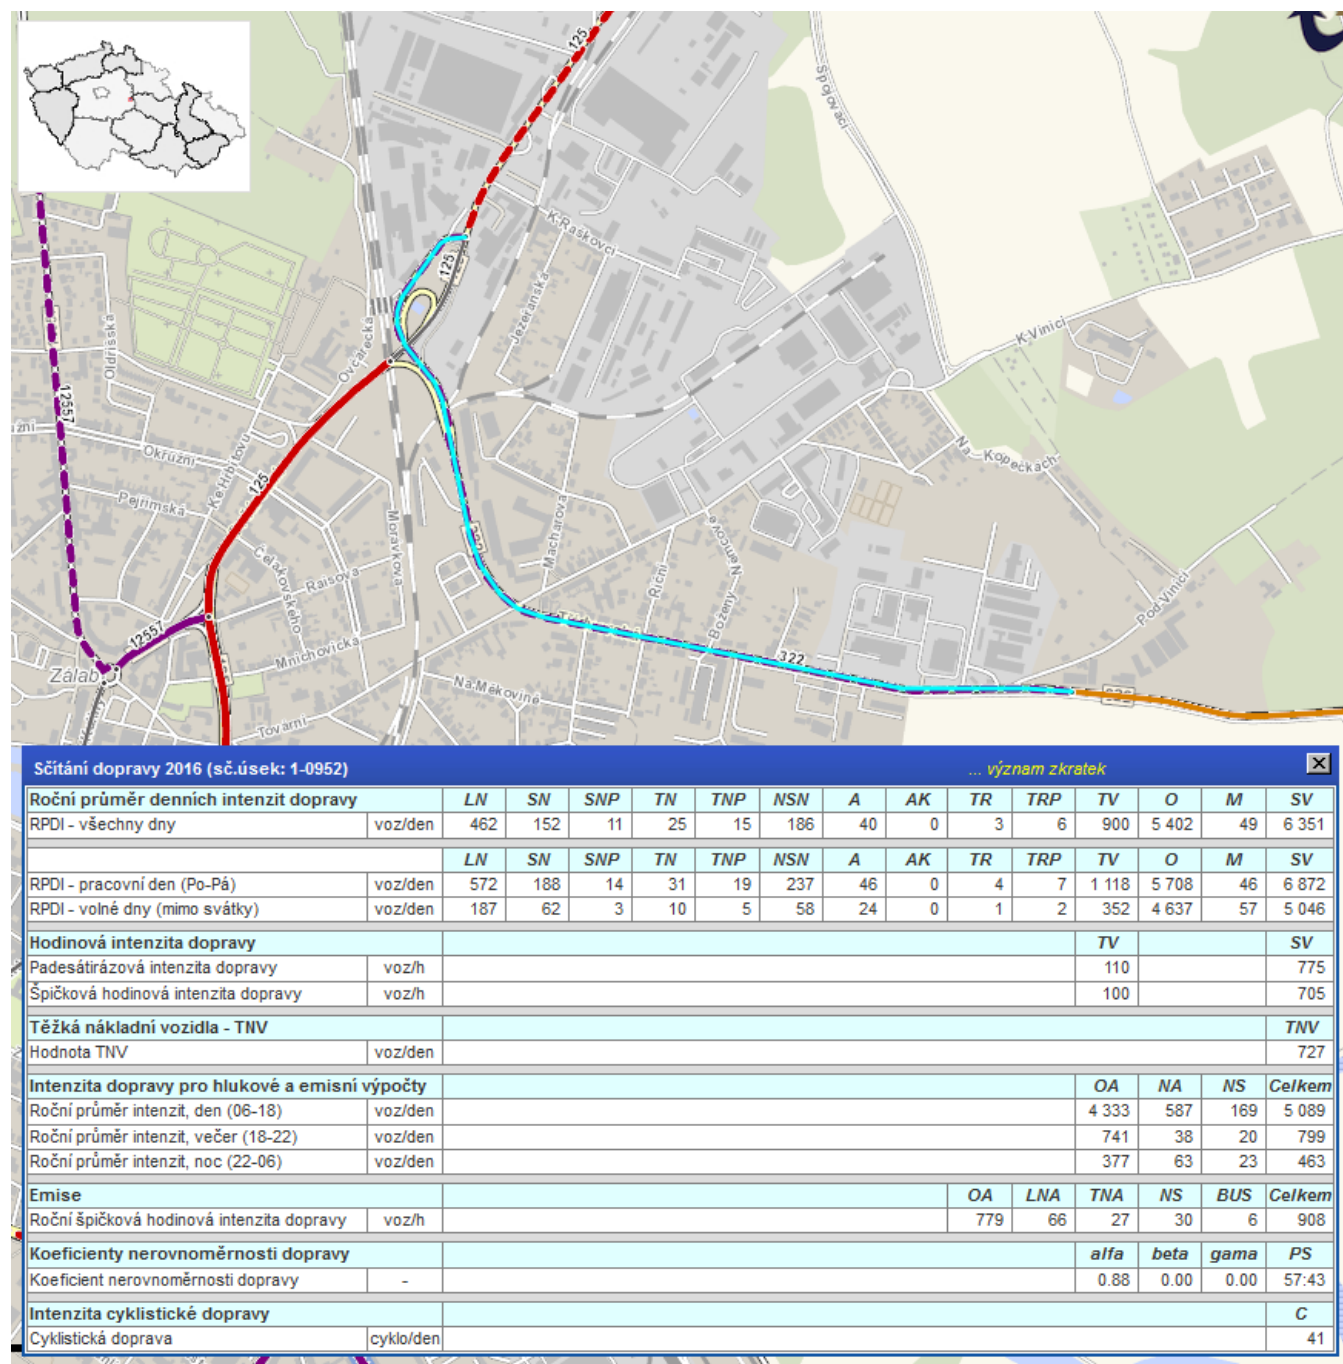 125
Spojovací
K Raškovci
125
Jezeranská
Ovčárecká
Oldřišská
K Vinici
12557
Na Kopečkách
Okružní
Ke Hřbitovu
125
Pejřimská
Moravkova
Macharova
Němcové
Čelakovského
Raisova
Říční
Boženy
Pod Vinicí
12557
Mnichovická
322
Zálab
Na Měkovině
Tovární
Sčítání dopravy 2016 (sč.úsek: 1-0952) ... význam zkratek
Roční průměr denních intenzit dopravy LN SN SNP TN TNP NSN A AK TR TRP TV O M SV
RPDI - všechny dny voz/den 462 152 11 25 15 186 40 0 3 6 900 5 402 49 6 351
LN SN SNP TN TNP NSN A AK TR TRP TV O M SV
RPDI - pracovní den (Po-Pá) voz/den 572 188 14 31 19 237 46 0 4 7 1 118 5 708 46 6 872
RPDI - volné dny (mimo svátky) voz/den 187 62 3 10 5 58 24 0 1 2 352 4 637 57 5 046
Hodinová intenzita dopravy TV SV
Padesátirázová intenzita dopravy voz/h 110 775
Špičková hodinová intenzita dopravy voz/h 100 705
Těžká nákladní vozidla - TNV TNV
Hodnota TNV voz/den 727
Intenzita dopravy pro hlukové a emisní výpočty OA NA NS Celkem
Roční průměr intenzit, den (06-18) voz/den 4 333 587 169 5 089
Roční průměr intenzit, večer (18-22) voz/den 741 38 20 799
Roční průměr intenzit, noc (22-06) voz/den 377 63 23 463
Emise OA LNA TNA NS BUS Celkem
Roční špičková hodinová intenzita dopravy voz/h 779 66 27 30 6 908
Koeficienty nerovnoměrnosti dopravy alfa beta gama PS
Koeficient nerovnoměrnosti dopravy - 0.88 0.00 0.00 57:43
Intenzita cyklistické dopravy C
Cyklistická doprava cyklo/den 41